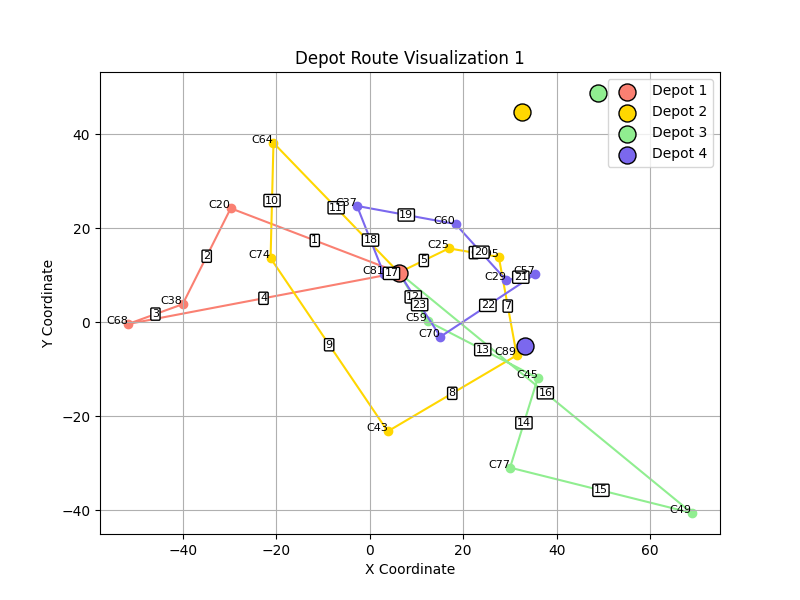 Depot Route Visualization 1
Depot 1
Depot 2
Depot 3
Depot 4
Y Coordinate
X Coordinate
40
20
0
−20
−40
−40
−20
0
20
40
60
C64
C20
C37
C60
C25
C74
C81
C29
C57
C38
C68
C59
C70
C89
C45
C43
C77
C49
1
2
3
4
5
7
8
9
10
11
12
13
14
15
16
17
18
19
20
21
22
23